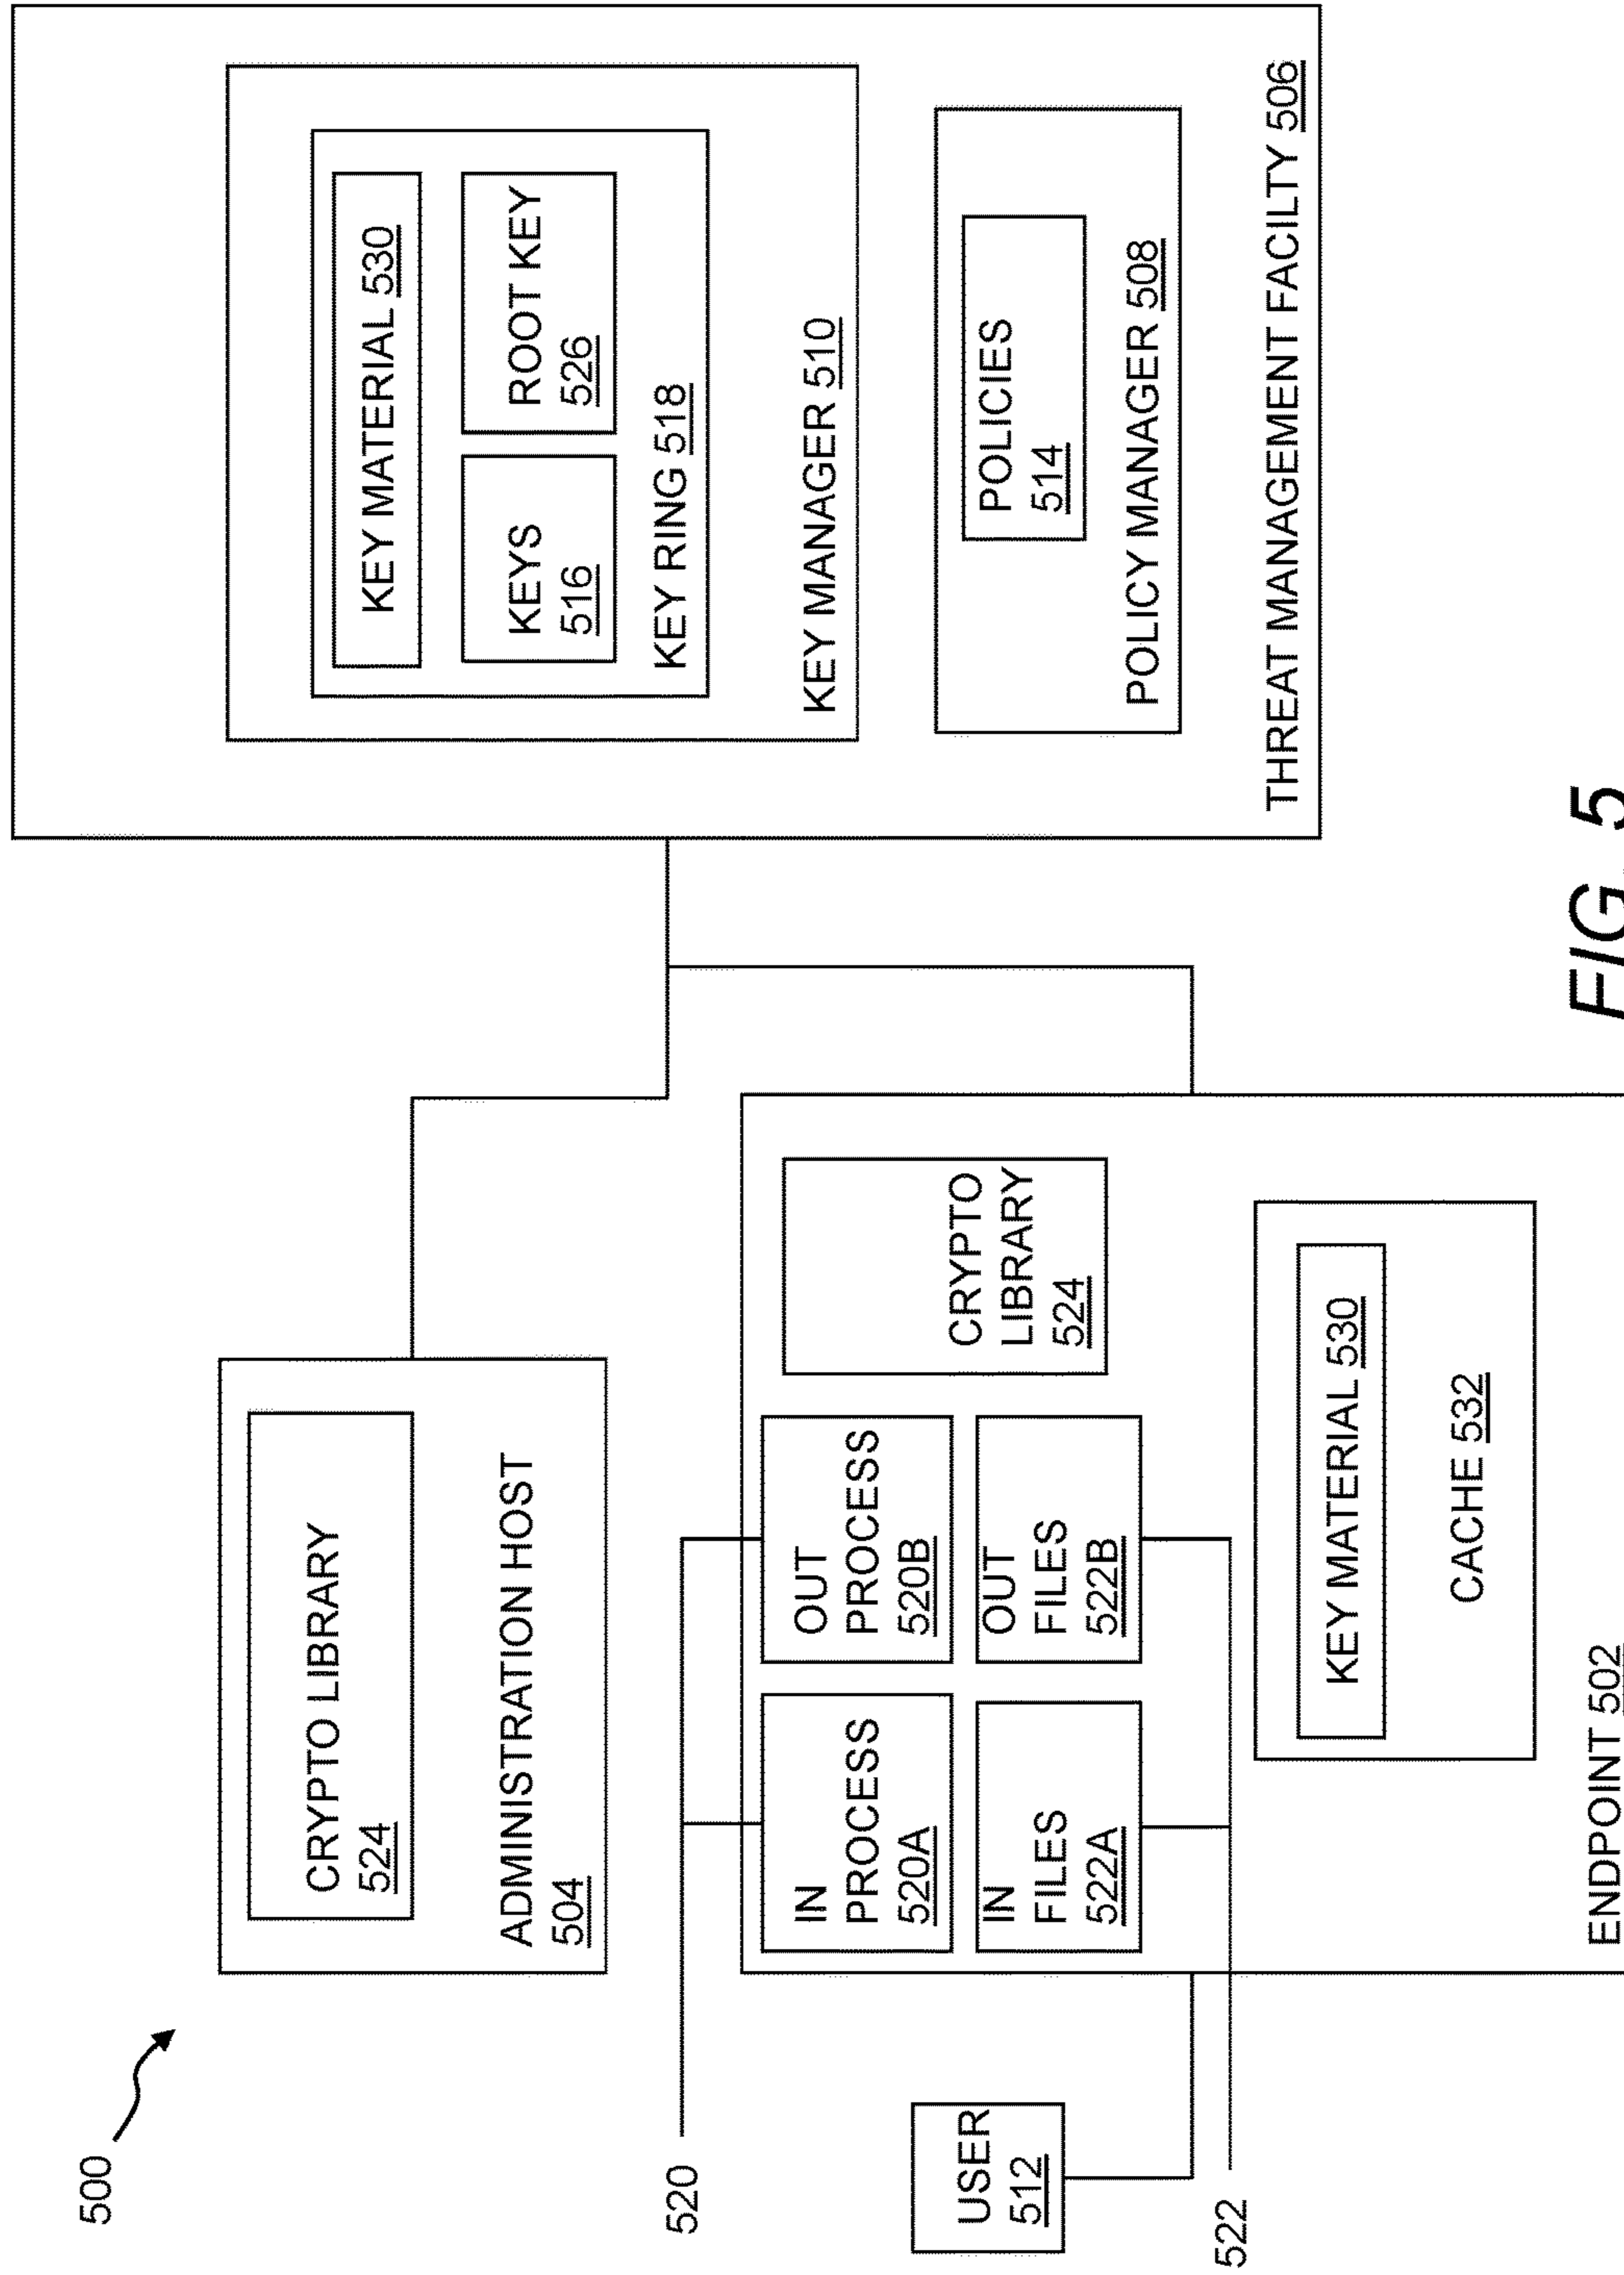 500
CRYPTO LIBRARY
524
ADMINISTRATION HOST
504
520
USER
512
522
IN
PROCESS
520A
OUT
PROCESS
520B
IN
FILES
522A
OUT
FILES
522B
CRYPTO
LIBRARY
524
KEY MATERIAL 530
CACHE 532
ENDPOINT 502
KEY MATERIAL 530
KEYS
516
ROOT KEY
526
KEY RING 518
KEY MANAGER 510
POLICIES
514
POLICY MANAGER 508
THREAT MANAGEMENT FACILTY 506
FIG. 5